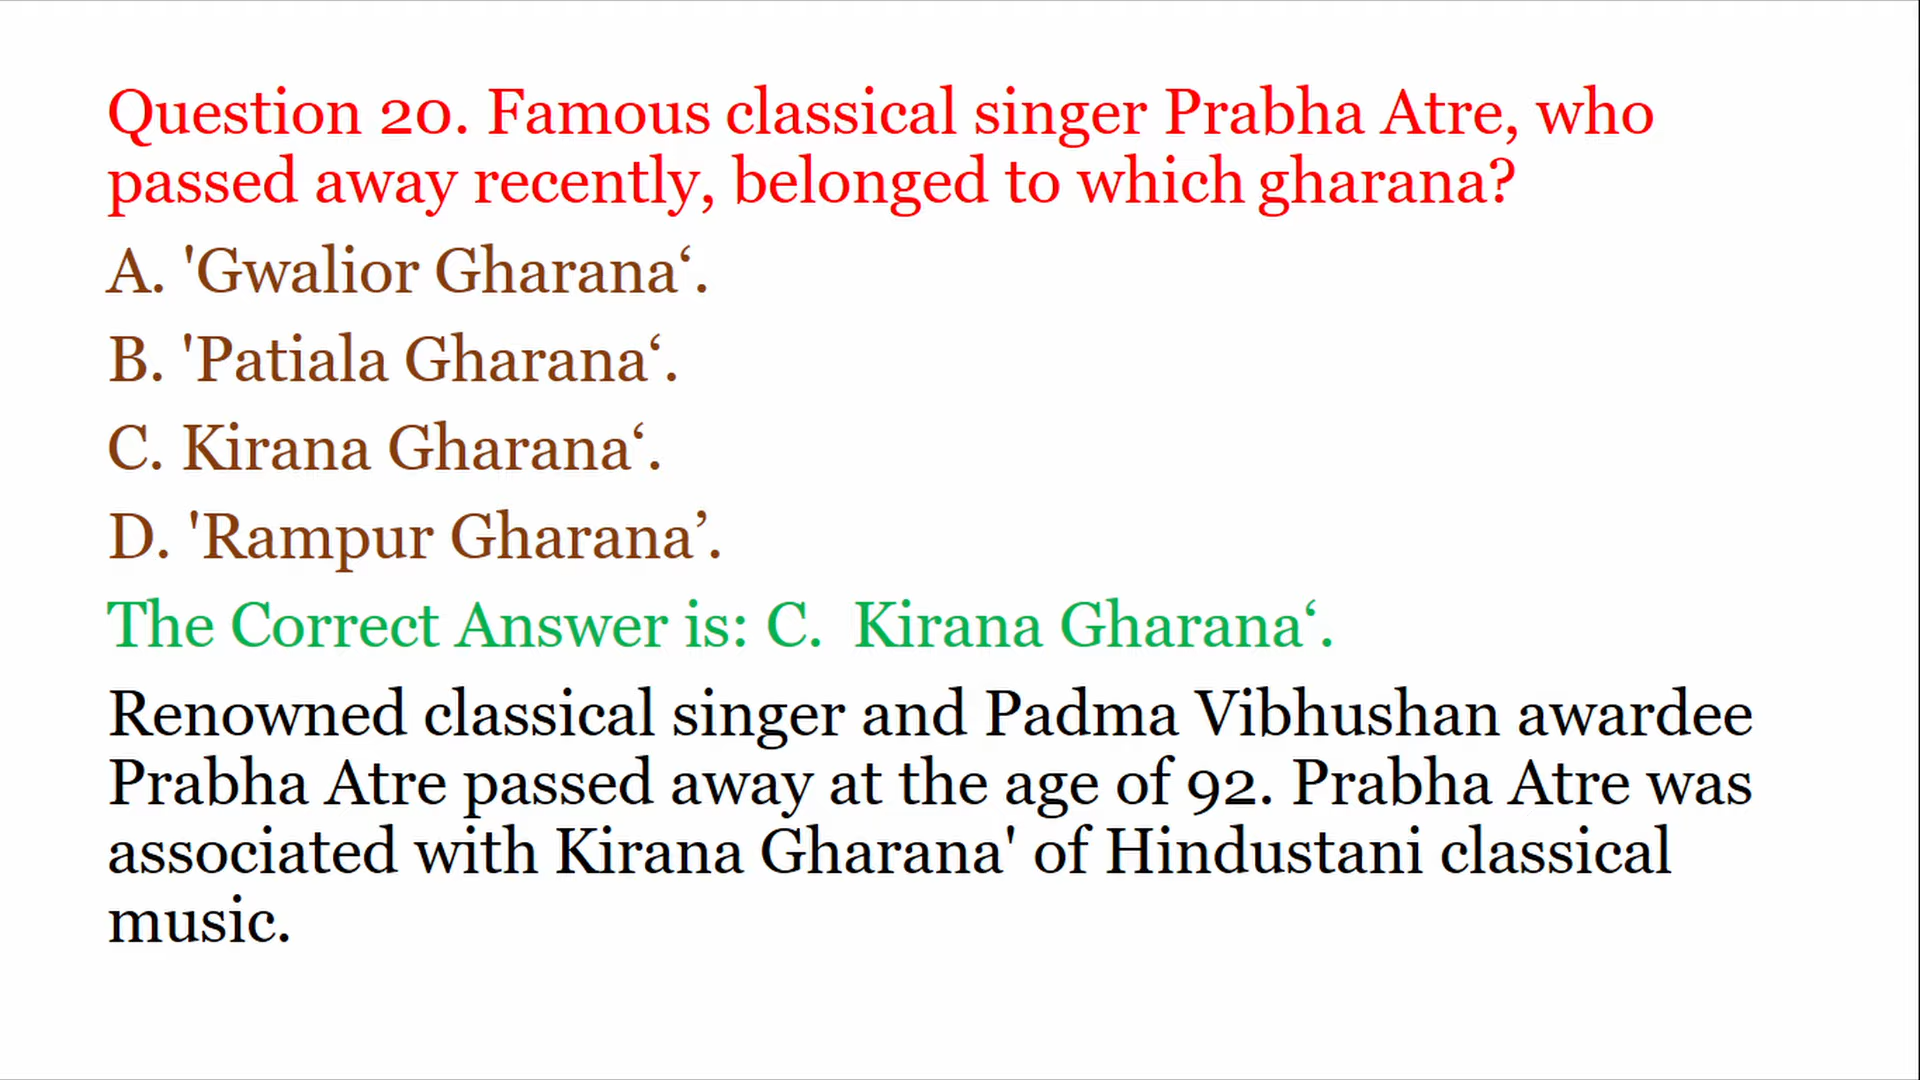 Question 20. Famous classical singer Prabha Atre, who
passed away recently, belonged to which gharana?
A. 'Gwalior Gharana‘.
B. 'Patiala Gharana‘.
C. Kirana Gharana‘.
D. 'Rampur Gharana’.
The Correct Answer is: C.  Kirana Gharana‘.
Renowned classical singer and Padma Vibhushan awardee
Prabha Atre passed away at the age of 92. Prabha Atre was
associated with Kirana Gharana' of Hindustani classical
music.